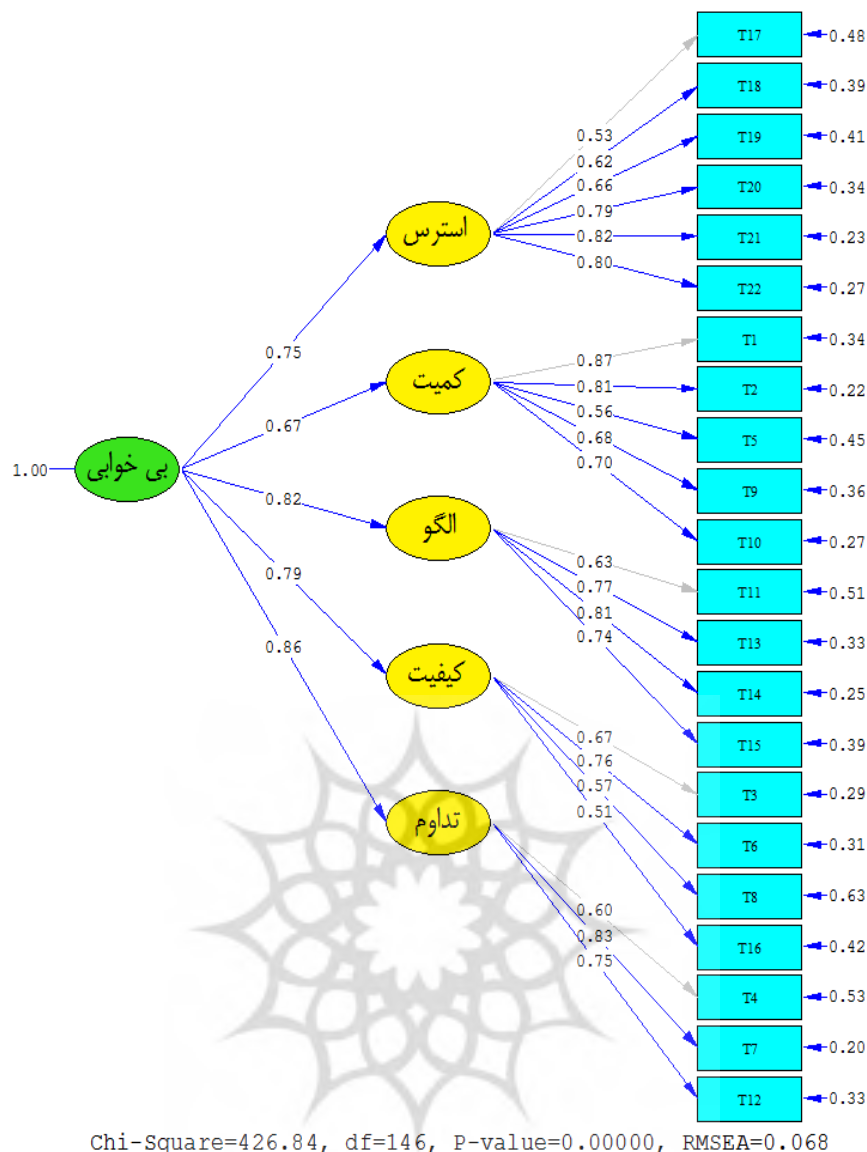 T17
0.48
T18
0.39
0.53
T19
0.41
0.62
0.66
T20
0.34
0.79
استرس
0.82
T21
0.23
0.80
T22
0.27
T1
0.34
0.75
0.87
کمیت
0.81
T2
0.22
0.56
0.67
T5
0.45
0.68
1.00
بی خوابی
0.70
T9
0.36
0.82
الگو
T10
0.27
0.63
0.79
0.77
T11
0.51
0.81
0.74
T13
0.33
0.86
کیفیت
T14
0.25
0.67
T15
0.39
0.76
0.57
T3
0.29
0.51
تداوم
T6
0.31
T8
0.63
0.60
T16
0.42
0.83
0.75
T4
0.53
T7
0.20
T12
0.33
Chi-Square=426.84, df=146, P-value=0.00000, RMSEA=0.068